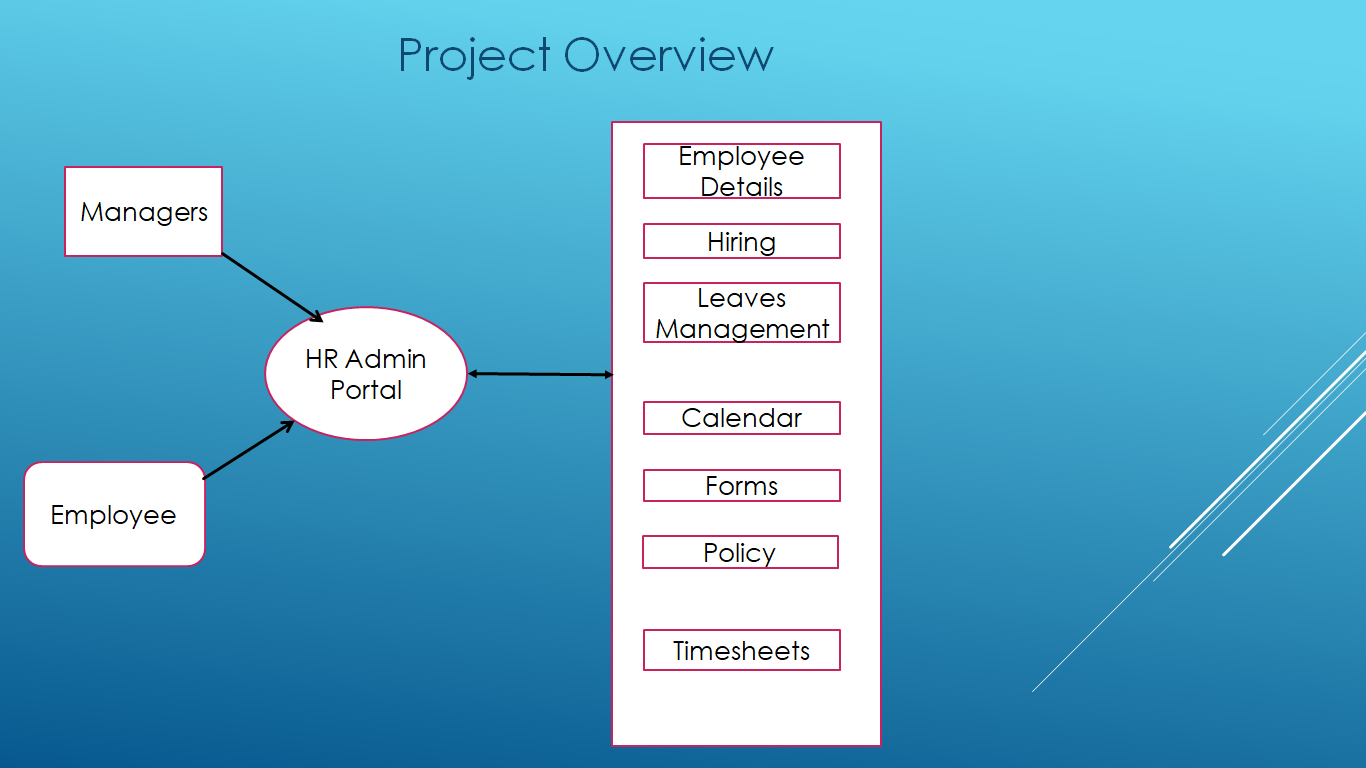 Project Overview
Managers
HR Admin
Portal
Employee
Employee
Details
Hiring
Leaves
Management
Calendar
Forms
Policy
Timesheets